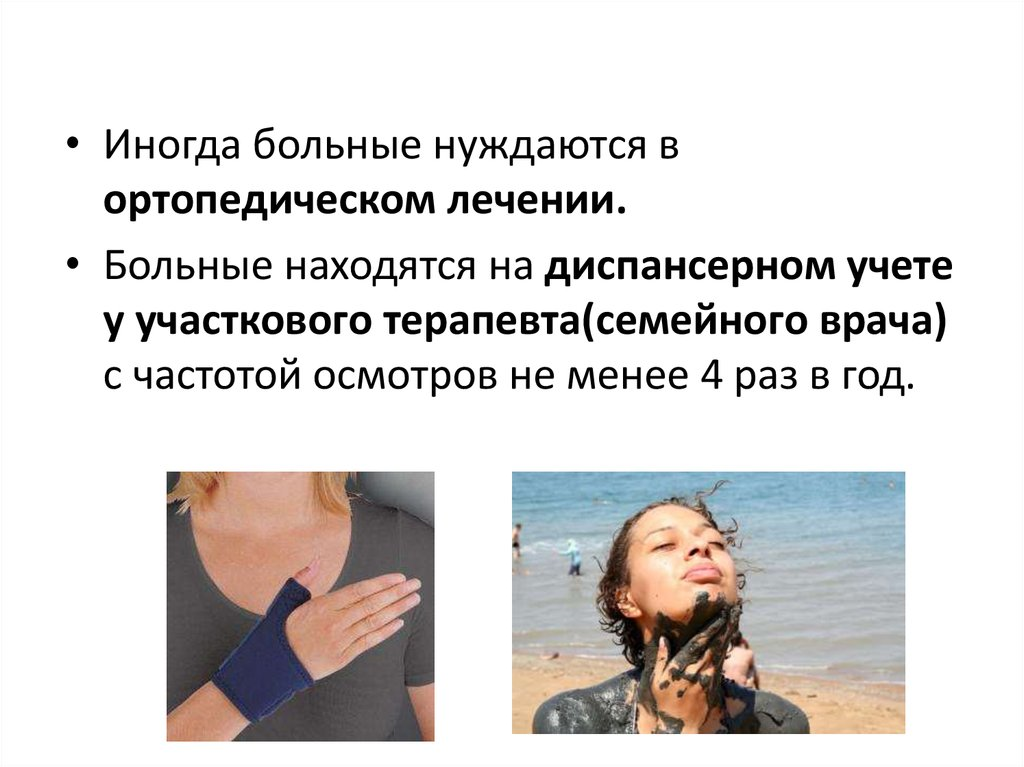 • Иногда больные нуждаются в
ортопедическом лечении.
• Больные находятся на диспансерном учете
у участкового терапевта(семейного врача)
с частотой осмотров не менее 4 раз в год.